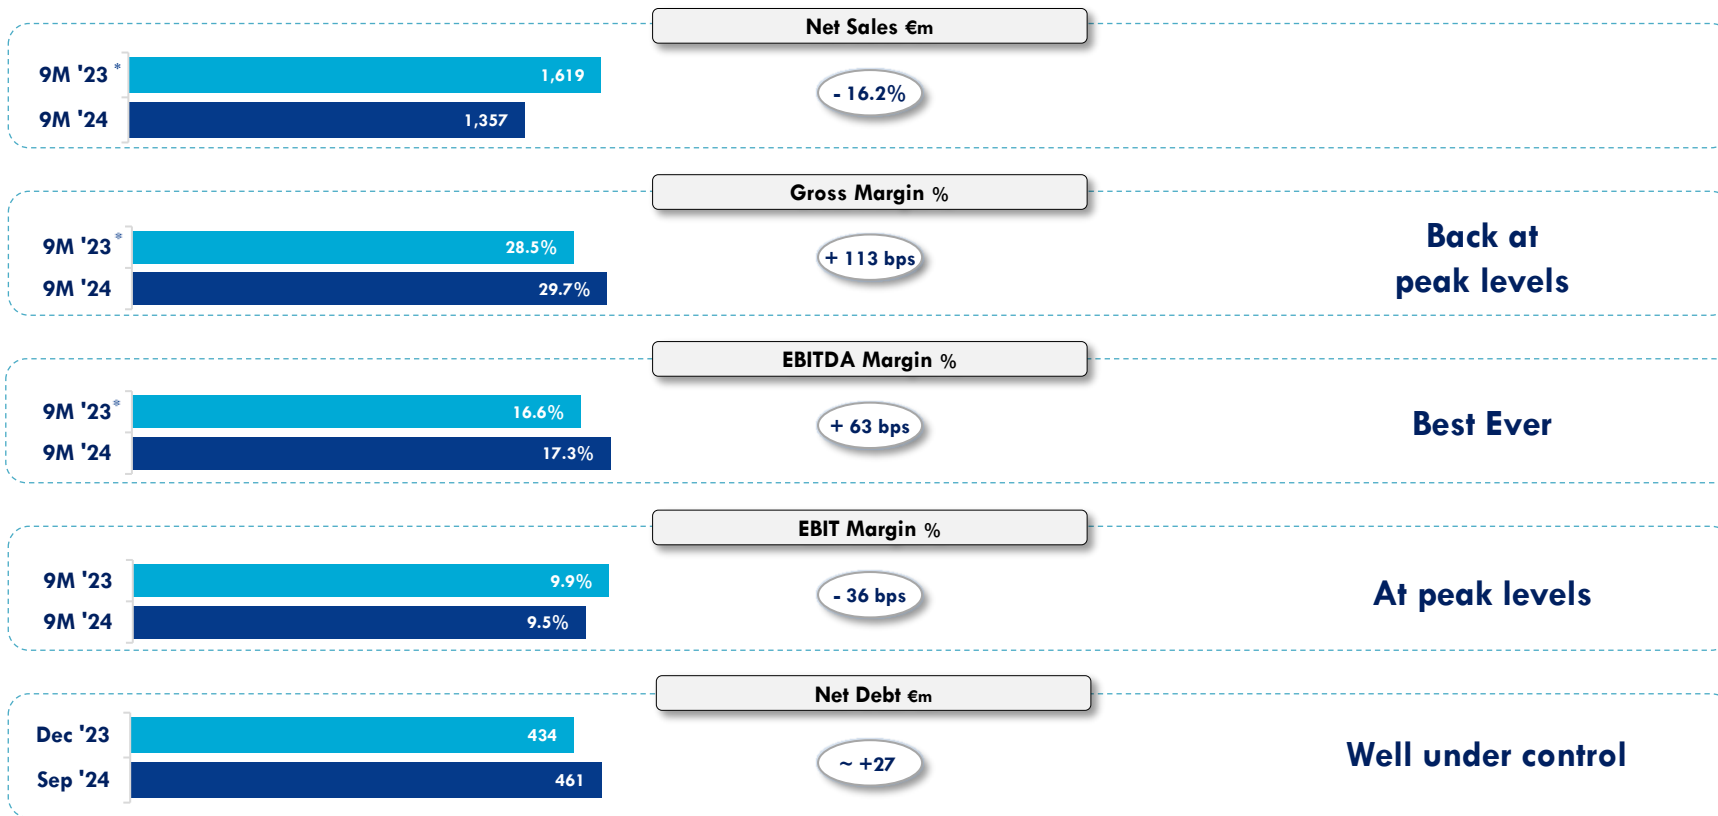 Net Sales €m
9M '23 *
1,619
- 16.2%
9M '24
1,357
Gross Margin %
9M '23 *
28.5%
+ 113 bps
9M '24
29.7%
Back at
peak levels
EBITDA Margin %
9M '23 *
16.6%
+ 63 bps
9M '24
17.3%
Best Ever
EBIT Margin %
9M '23
9.9%
- 36 bps
9M '24
9.5%
At peak levels
Net Debt €m
Dec '23
434
~ +27
Sep '24
461
Well under control